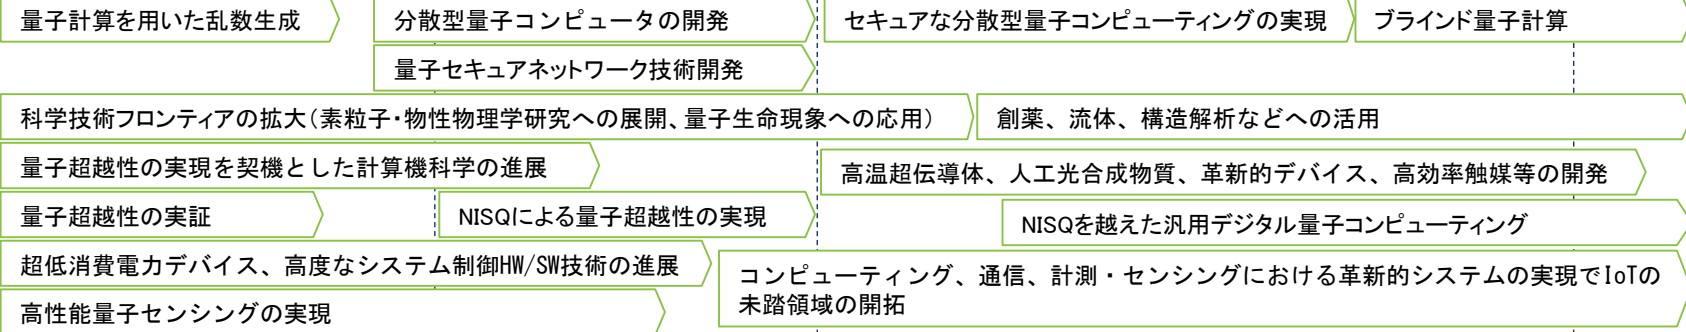 量子計算を用いた乱数生成
分散型量子コンピュータの開発
セキュアな分散型量子コンピューティングの実現
ブラインド量子計算
量子セキュアネットワーク技術開発
科学技術フロンティアの拡大(素粒子・物性物理学研究への展開、量子生命現象への応用)
創薬、流体、構造解析などへの活用
量子超越性の実現を契機とした計算機科学の進展
高温超伝導体、人工光合成物質、革新的デバイス、高効率触媒等の開発
量子超越性の実証
NISQによる量子超越性の実現
NISQを越えた汎用デジタル量子コンピューティング
超低消費電力デバイス、高度なシステム制御HW/SW技術の進展
コンピューティング、通信、計測・センシングにおける革新的システムの実現でIoTの
未踏領域の開拓
高性能量子センシングの実現